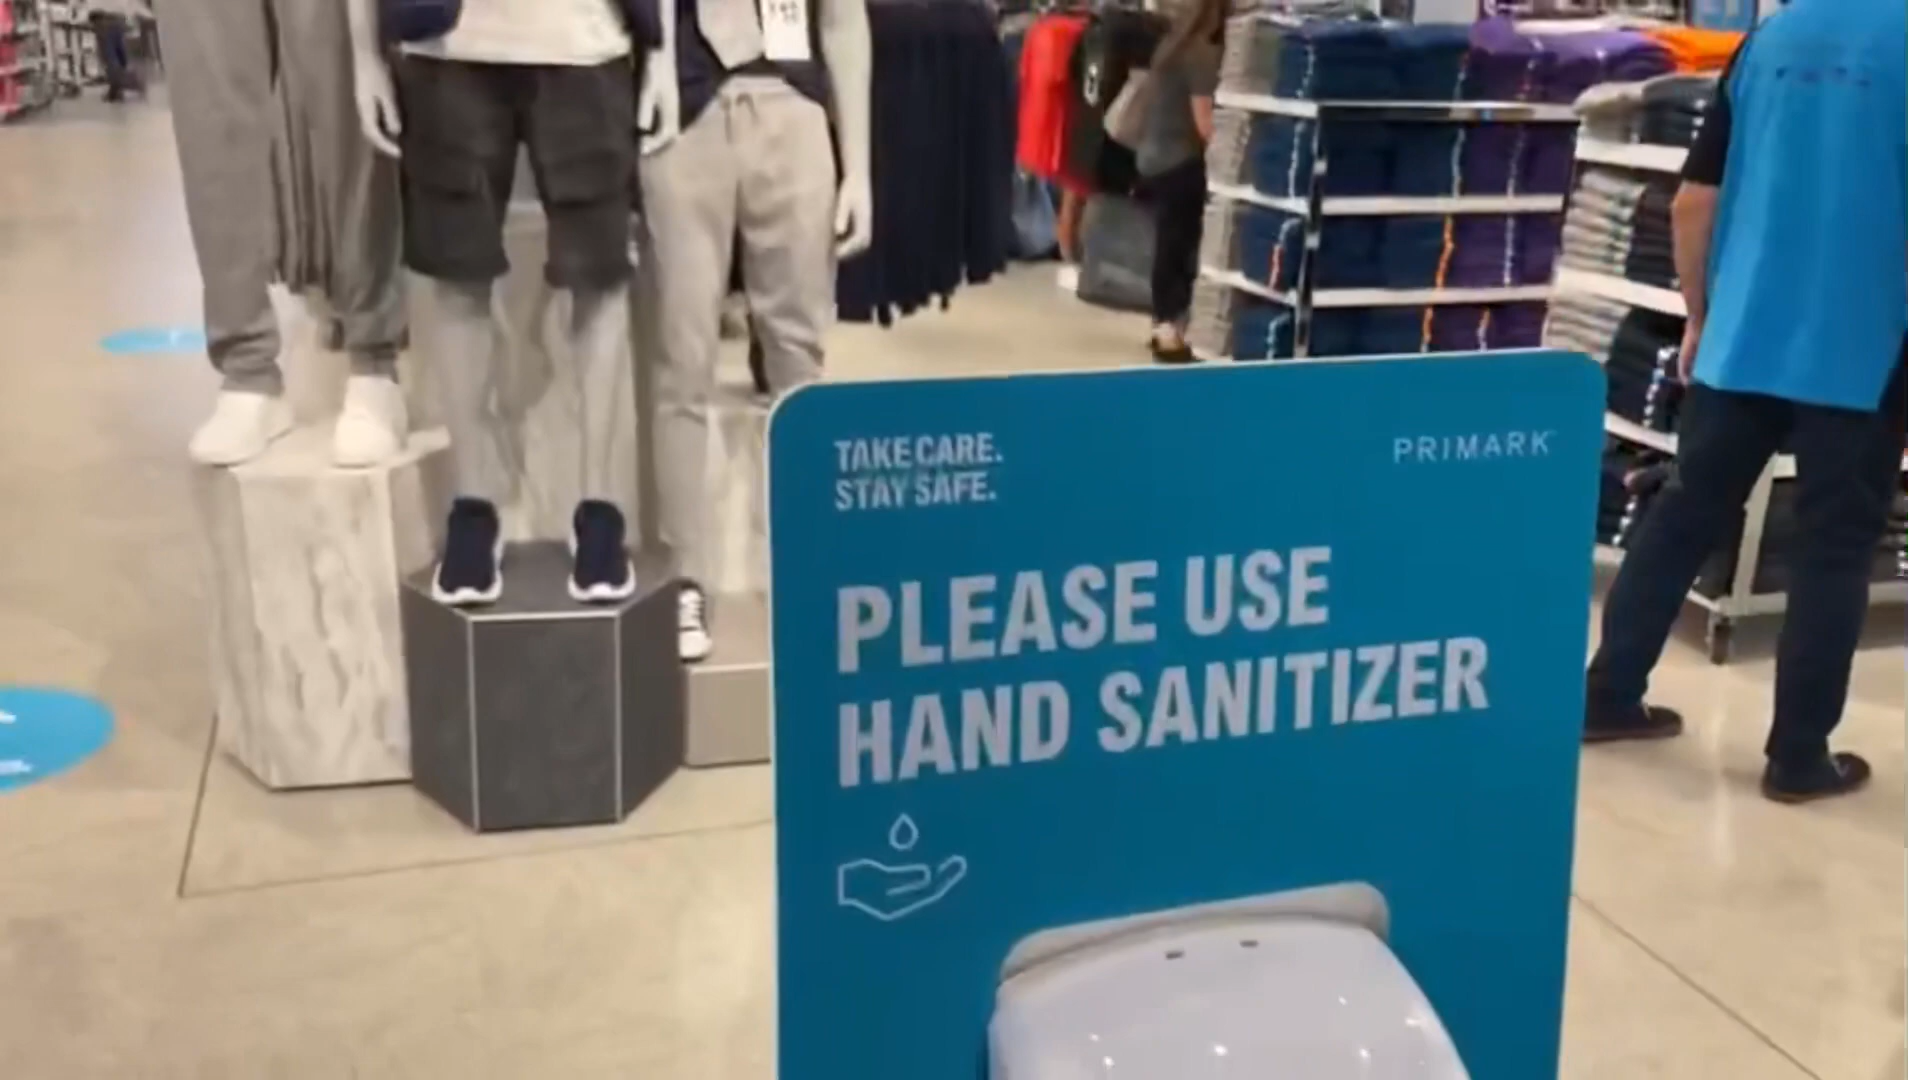 TAKE CARE.
STAY SAFE.
PRIMARK
PLEASE USE
HAND SANITIZER